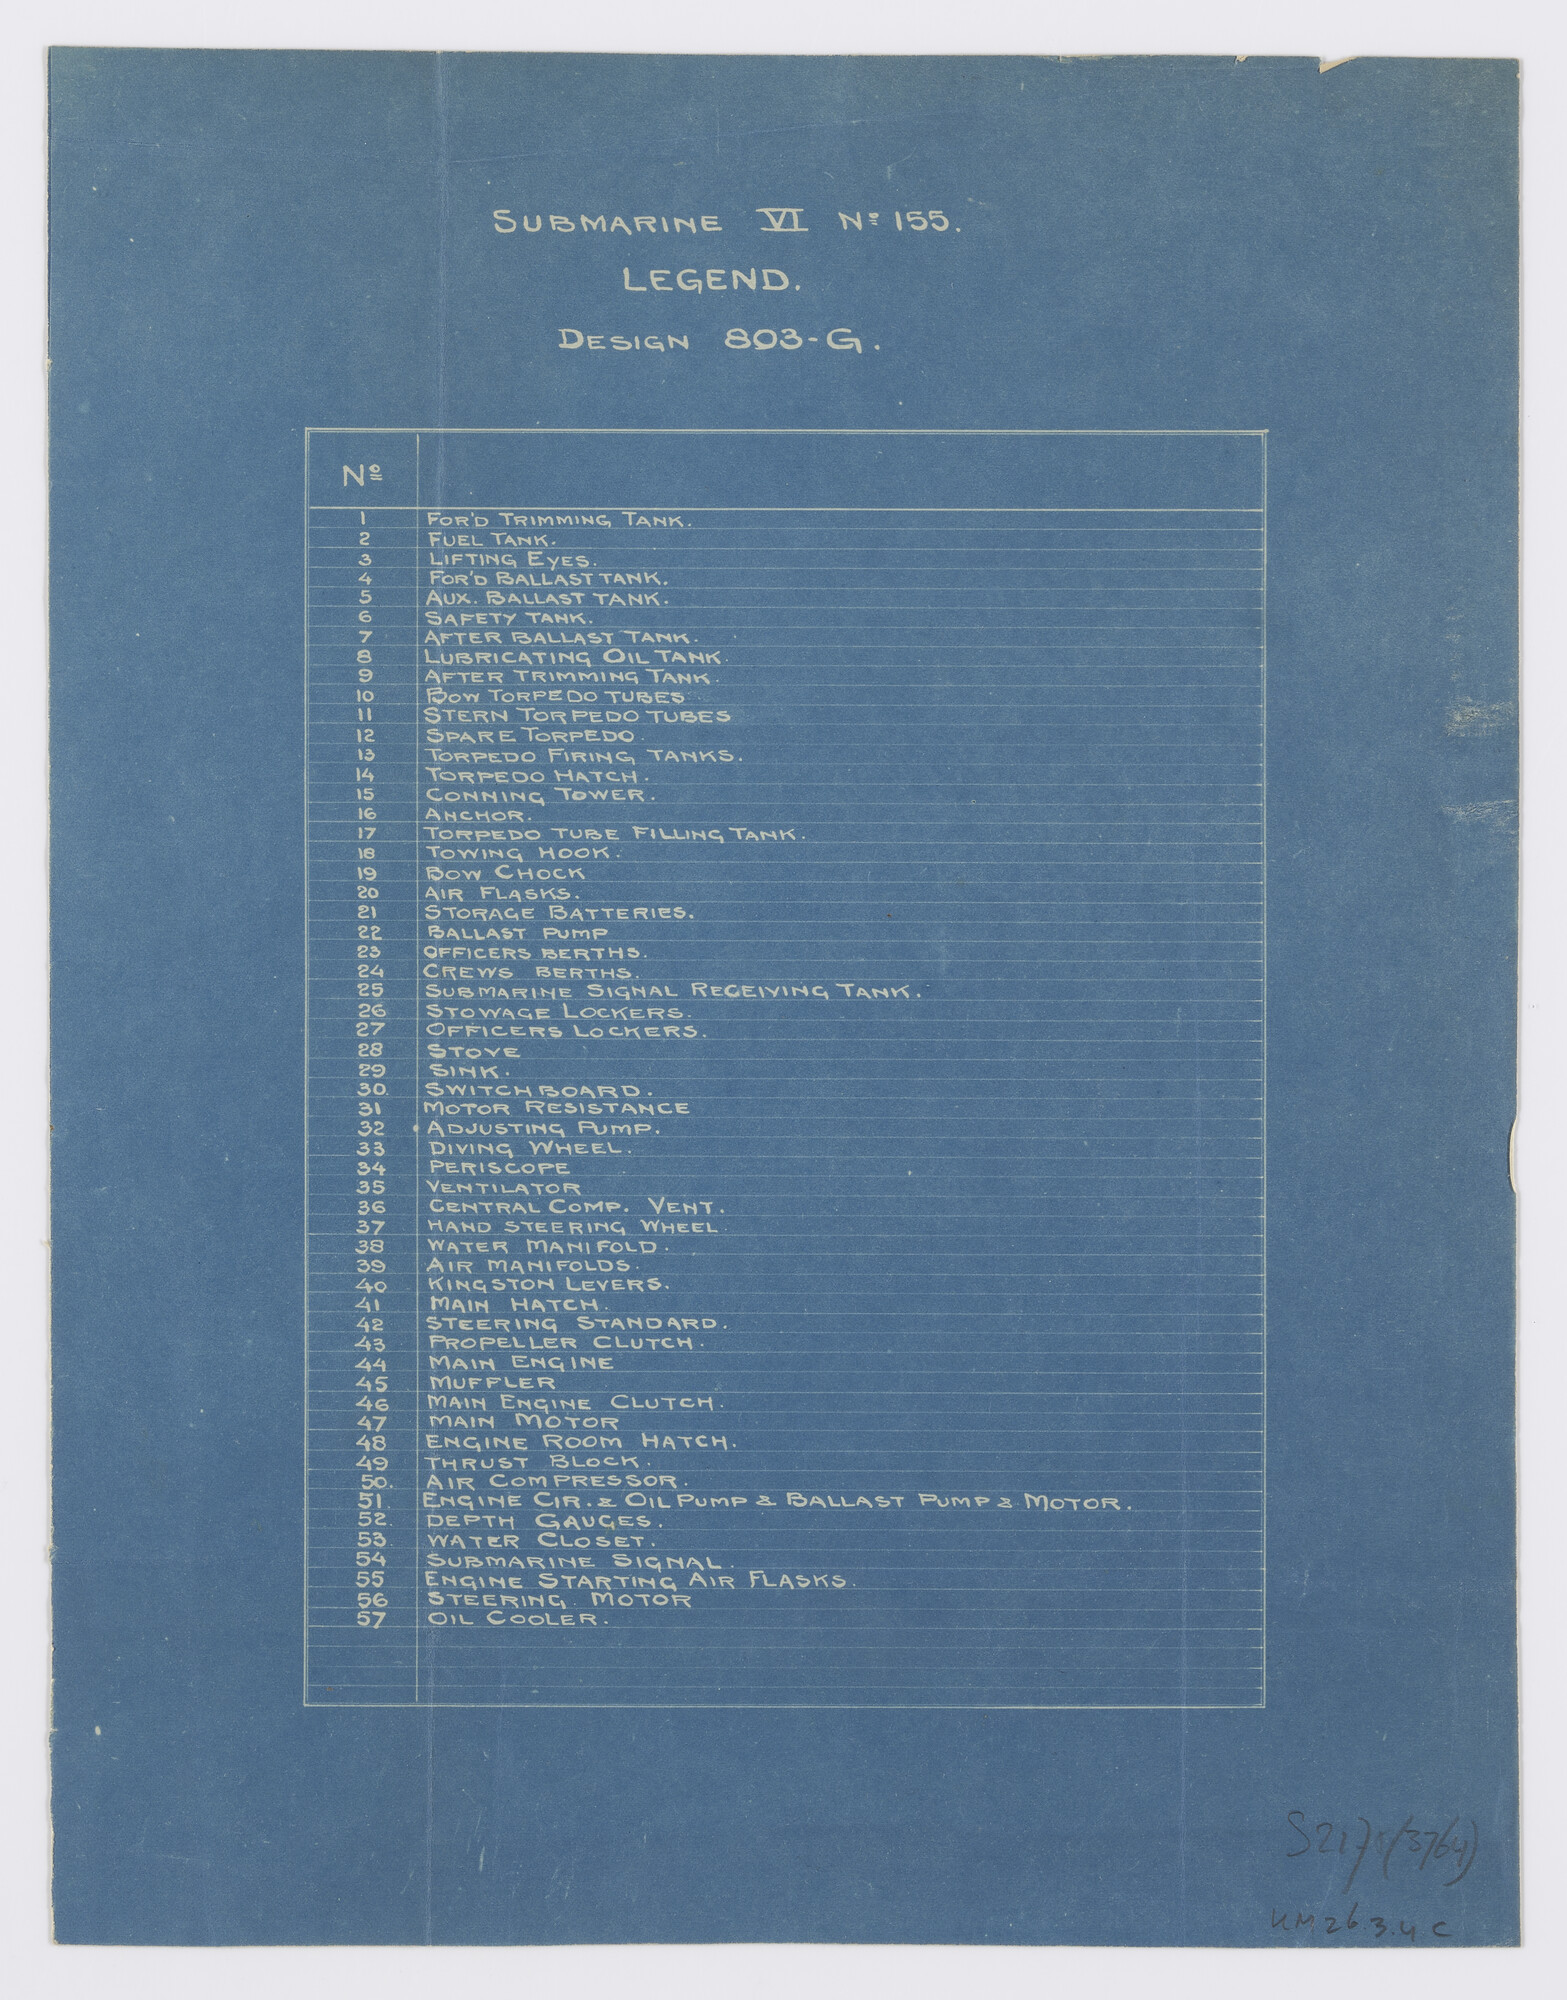 SUBMARINE VI Nº 155.
LEGEND.
DESIGN 803-G.
Nº
1 FOR'D TRIMMING TANK.
2 FUEL TANK.
3 LIFTING EYES.
4 FOR'D BALLAST TANK.
5 AUX. BALLAST TANK.
6 SAFETY TANK.
7 AFTER BALLAST TANK.
8 LUBRICATING OIL TANK.
9 AFTER TRIMMING TANK.
10 BOW TORPEDO TUBES
11 STERN TORPEDO TUBES
12 SPARE TORPEDO.
13 TORPEDO FIRING TANKS.
14 TORPEDO HATCH.
15 CONNING TOWER.
16 ANCHOR.
17 TORPEDO TUBE FILLING TANK.
18 TOWING HOOK.
19 BOW CHOCK
20 AIR FLASKS.
21 STORAGE BATTERIES.
22 BALLAST PUMP
23 OFFICERS BERTHS.
24 CREWS BERTHS.
25 SUBMARINE SIGNAL RECEIVING TANK.
26 STOWAGE LOCKERS.
27 OFFICERS LOCKERS.
28 STOVE
29 SINK.
30. SWITCHBOARD.
31 MOTOR RESISTANCE
32 ADJUSTING PUMP.
33 DIVING WHEEL.
34 PERISCOPE
35 VENTILATOR
36 CENTRAL COMP. VENT.
37 HAND STEERING WHEEL.
38 WATER MANIFOLD.
39 AIR MANIFOLDS.
40 KINGSTON LEVERS.
41 MAIN HATCH.
42 STEERING STANDARD.
43 PROPELLER CLUTCH.
44 MAIN ENGINE
45 MUFFLER
46 MAIN ENGINE CLUTCH.
47 MAIN MOTOR
48 ENGINE ROOM HATCH.
49 THRUST BLOCK.
50. AIR COMPRESSOR.
51. ENGINE CIR. & OIL PUMP & BALLAST PUMP & MOTOR.
52. DEPTH GAUGES.
53. WATER CLOSET.
54 SUBMARINE SIGNAL.
55 ENGINE STARTING AIR FLASKS.
56 STEERING MOTOR
57 OIL COOLER.
S217 (3764)
KM 26.3.4 C